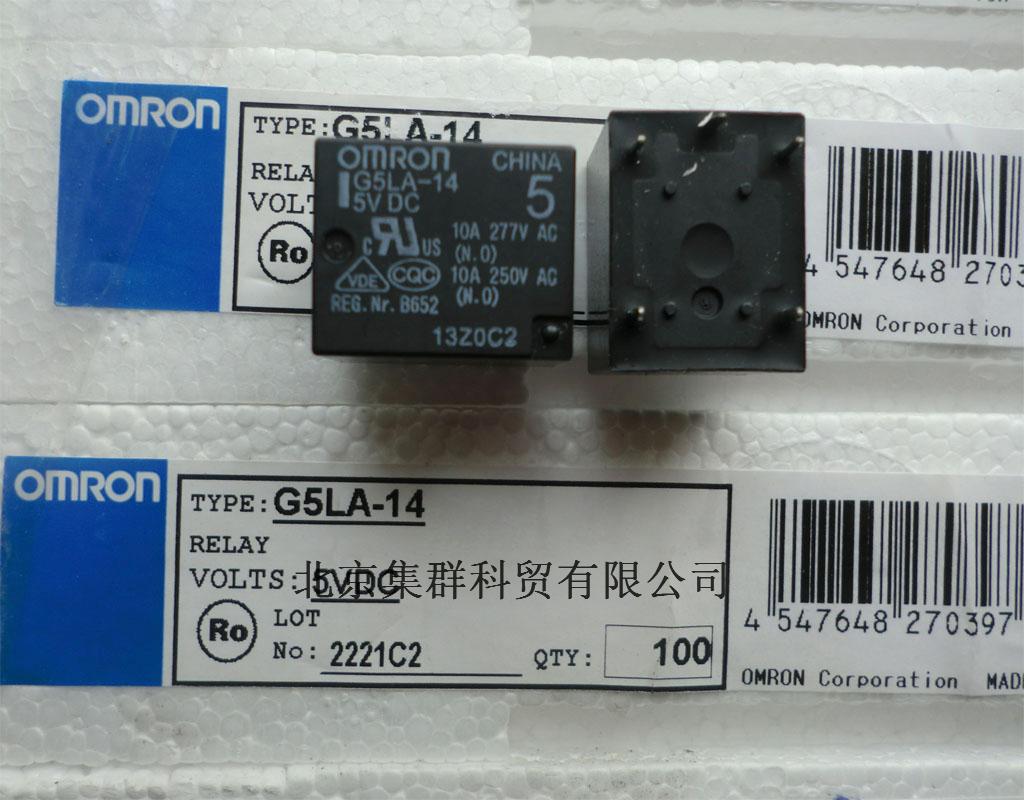 OMRON
TYPE: G5LA-14
RELA
VOLT
Ro
OMRON
CHINA
G5LA-14
5
5V DC
c RU US
10A 277V AC
(N.O)
VDE
CQC
10A 250V AC
(N.O)
REG. Nr. B652
13Z0C2
4 547648 2703
OMRON Corporation
OMRON
TYPE: G5LA-14
RELAY
VOLTS: 5VDC
北京集群科贸有限公司
Ro
LOT
No: 2221C2
QTY: 100
4 547648 270397
OMRON Corporation MAD